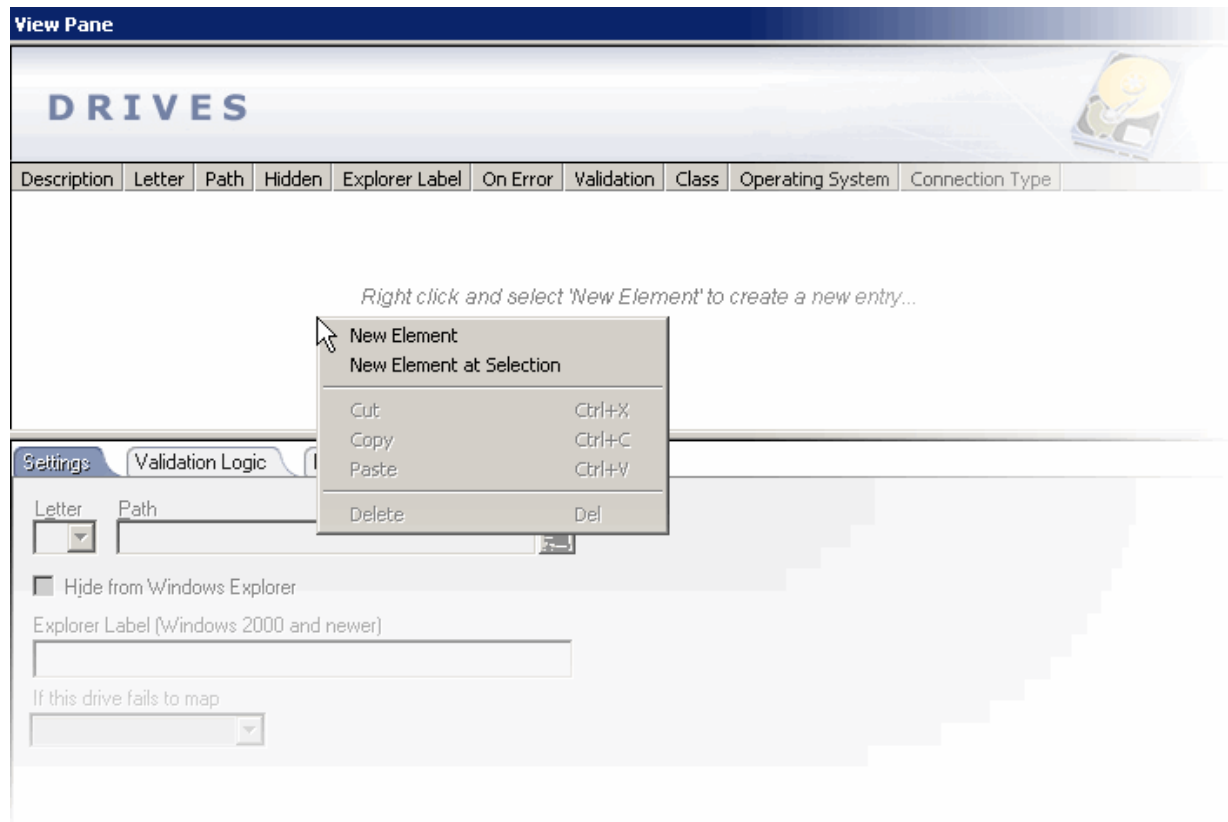 View Pane
DRIVES
Description Letter Path Hidden Explorer Label On Error Validation Class Operating System Connection Type
Right click and select 'New Element' to create a new entry...
New Element
New Element at Selection
Cut Ctrl+X
Copy Ctrl+C
Paste Ctrl+V
Delete Del
Settings Validation Logic
Letter Path
Hide from Windows Explorer
Explorer Label (Windows 2000 and newer)
If this drive fails to map